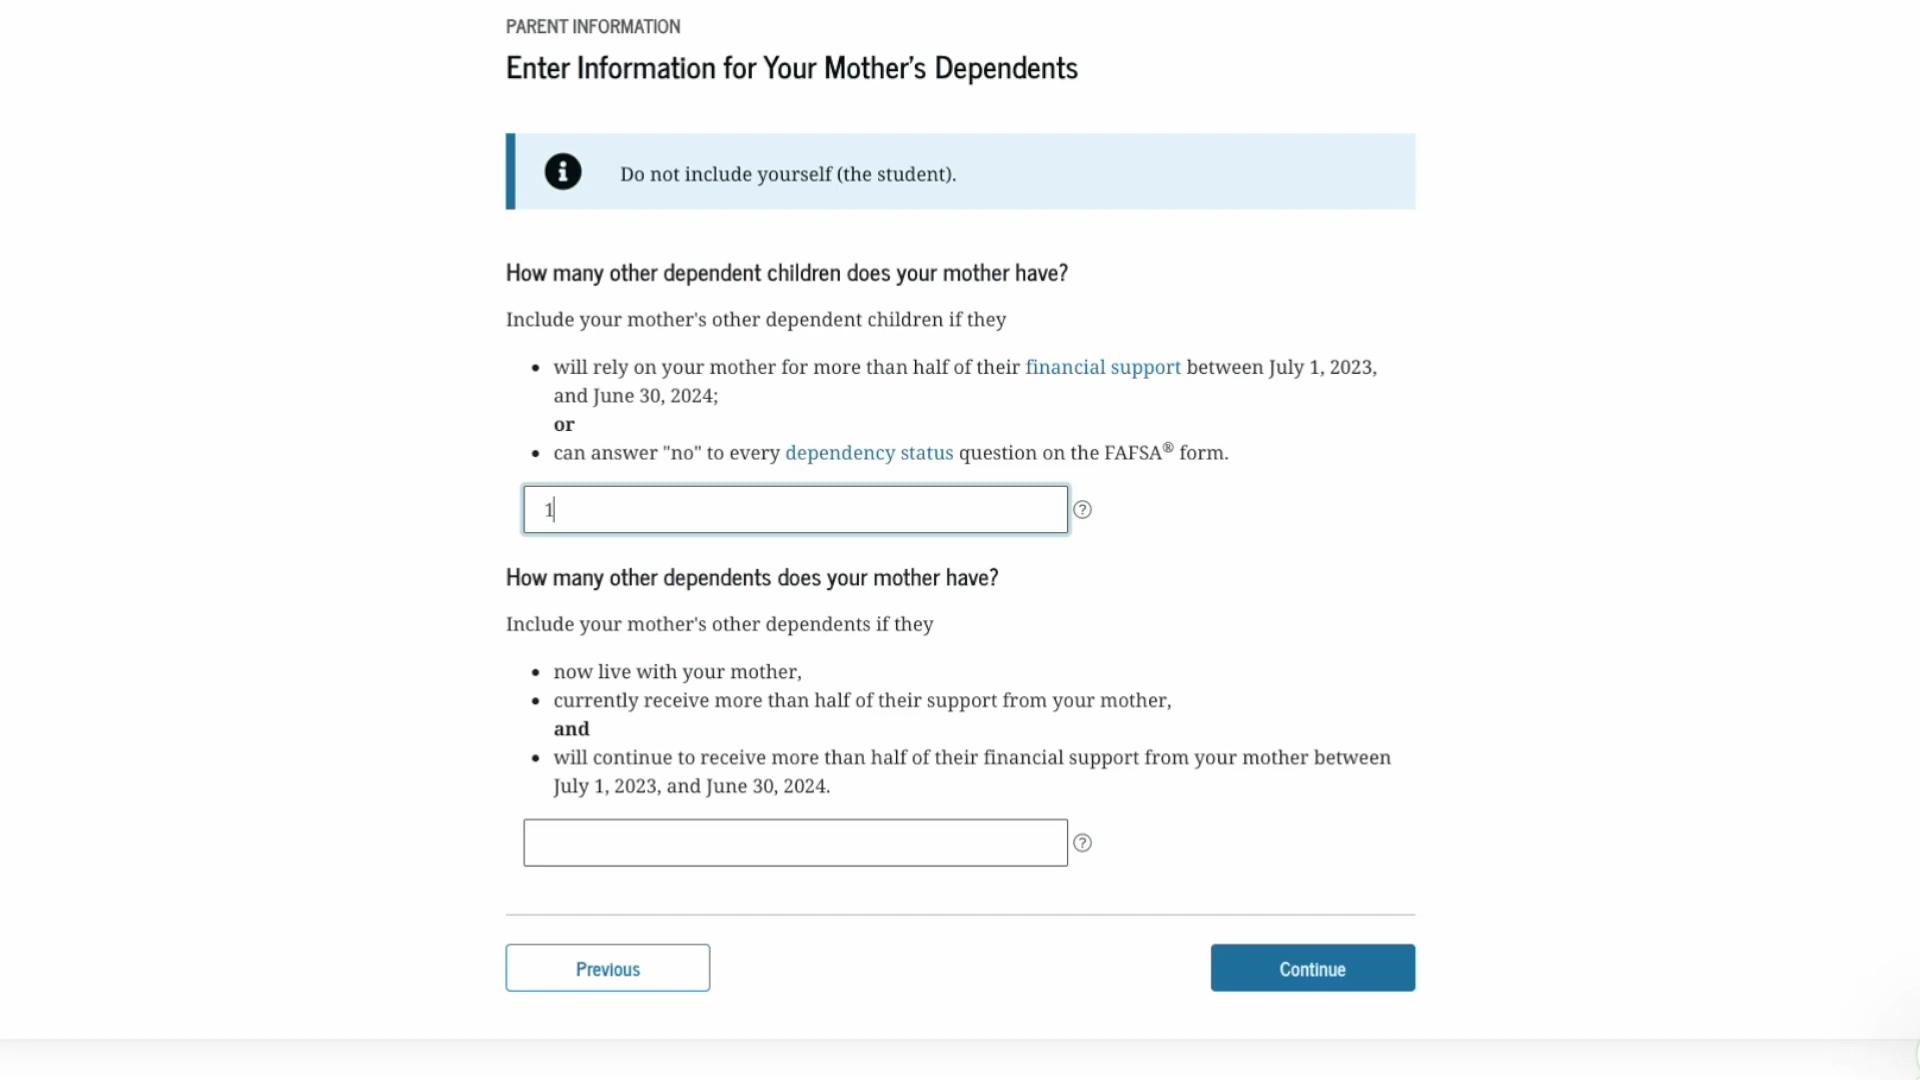 PARENT INFORMATION
Enter Information for Your Mother's Dependents
Do not include yourself (the student).
How many other dependent children does your mother have?
Include your mother's other dependent children if they
• will rely on your mother for more than half of their financial support between July 1, 2023,
and June 30, 2024;
or
• can answer "no" to every dependency status question on the FAFSA® form.
1
How many other dependents does your mother have?
Include your mother's other dependents if they
• now live with your mother,
• currently receive more than half of their support from your mother,
and
• will continue to receive more than half of their financial support from your mother between
July 1, 2023, and June 30, 2024.
Previous
Continue